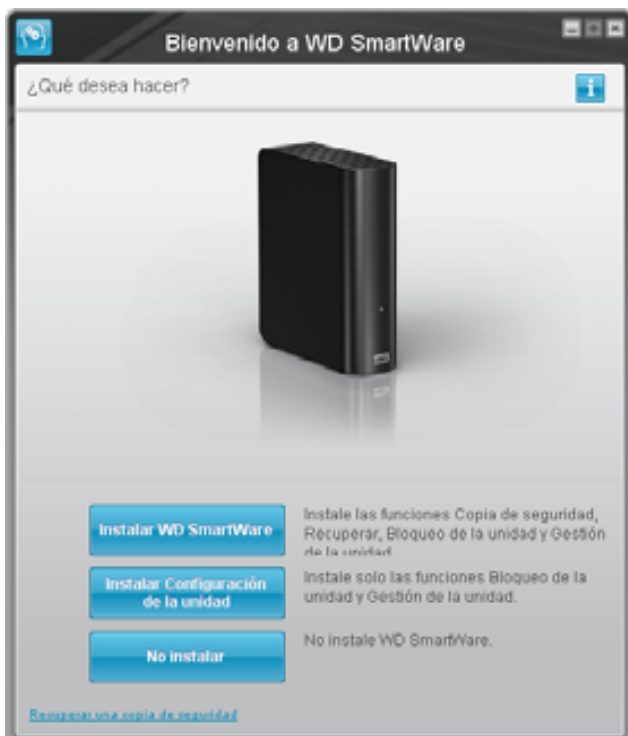 Bienvenido a WD SmartWare
¿Qué desea hacer?
Instalar WD SmartWare
Instale las funciones Copia de seguridad,
Recuperar, Bloqueo de la unidad y Gestión
de la unidad
Instalar Configuración
de la unidad
Instale solo las funciones Bloqueo de la
unidad y Gestión de la unidad.
No instalar
No instale WD SmartWare.
Recuperar una copia de seguridad